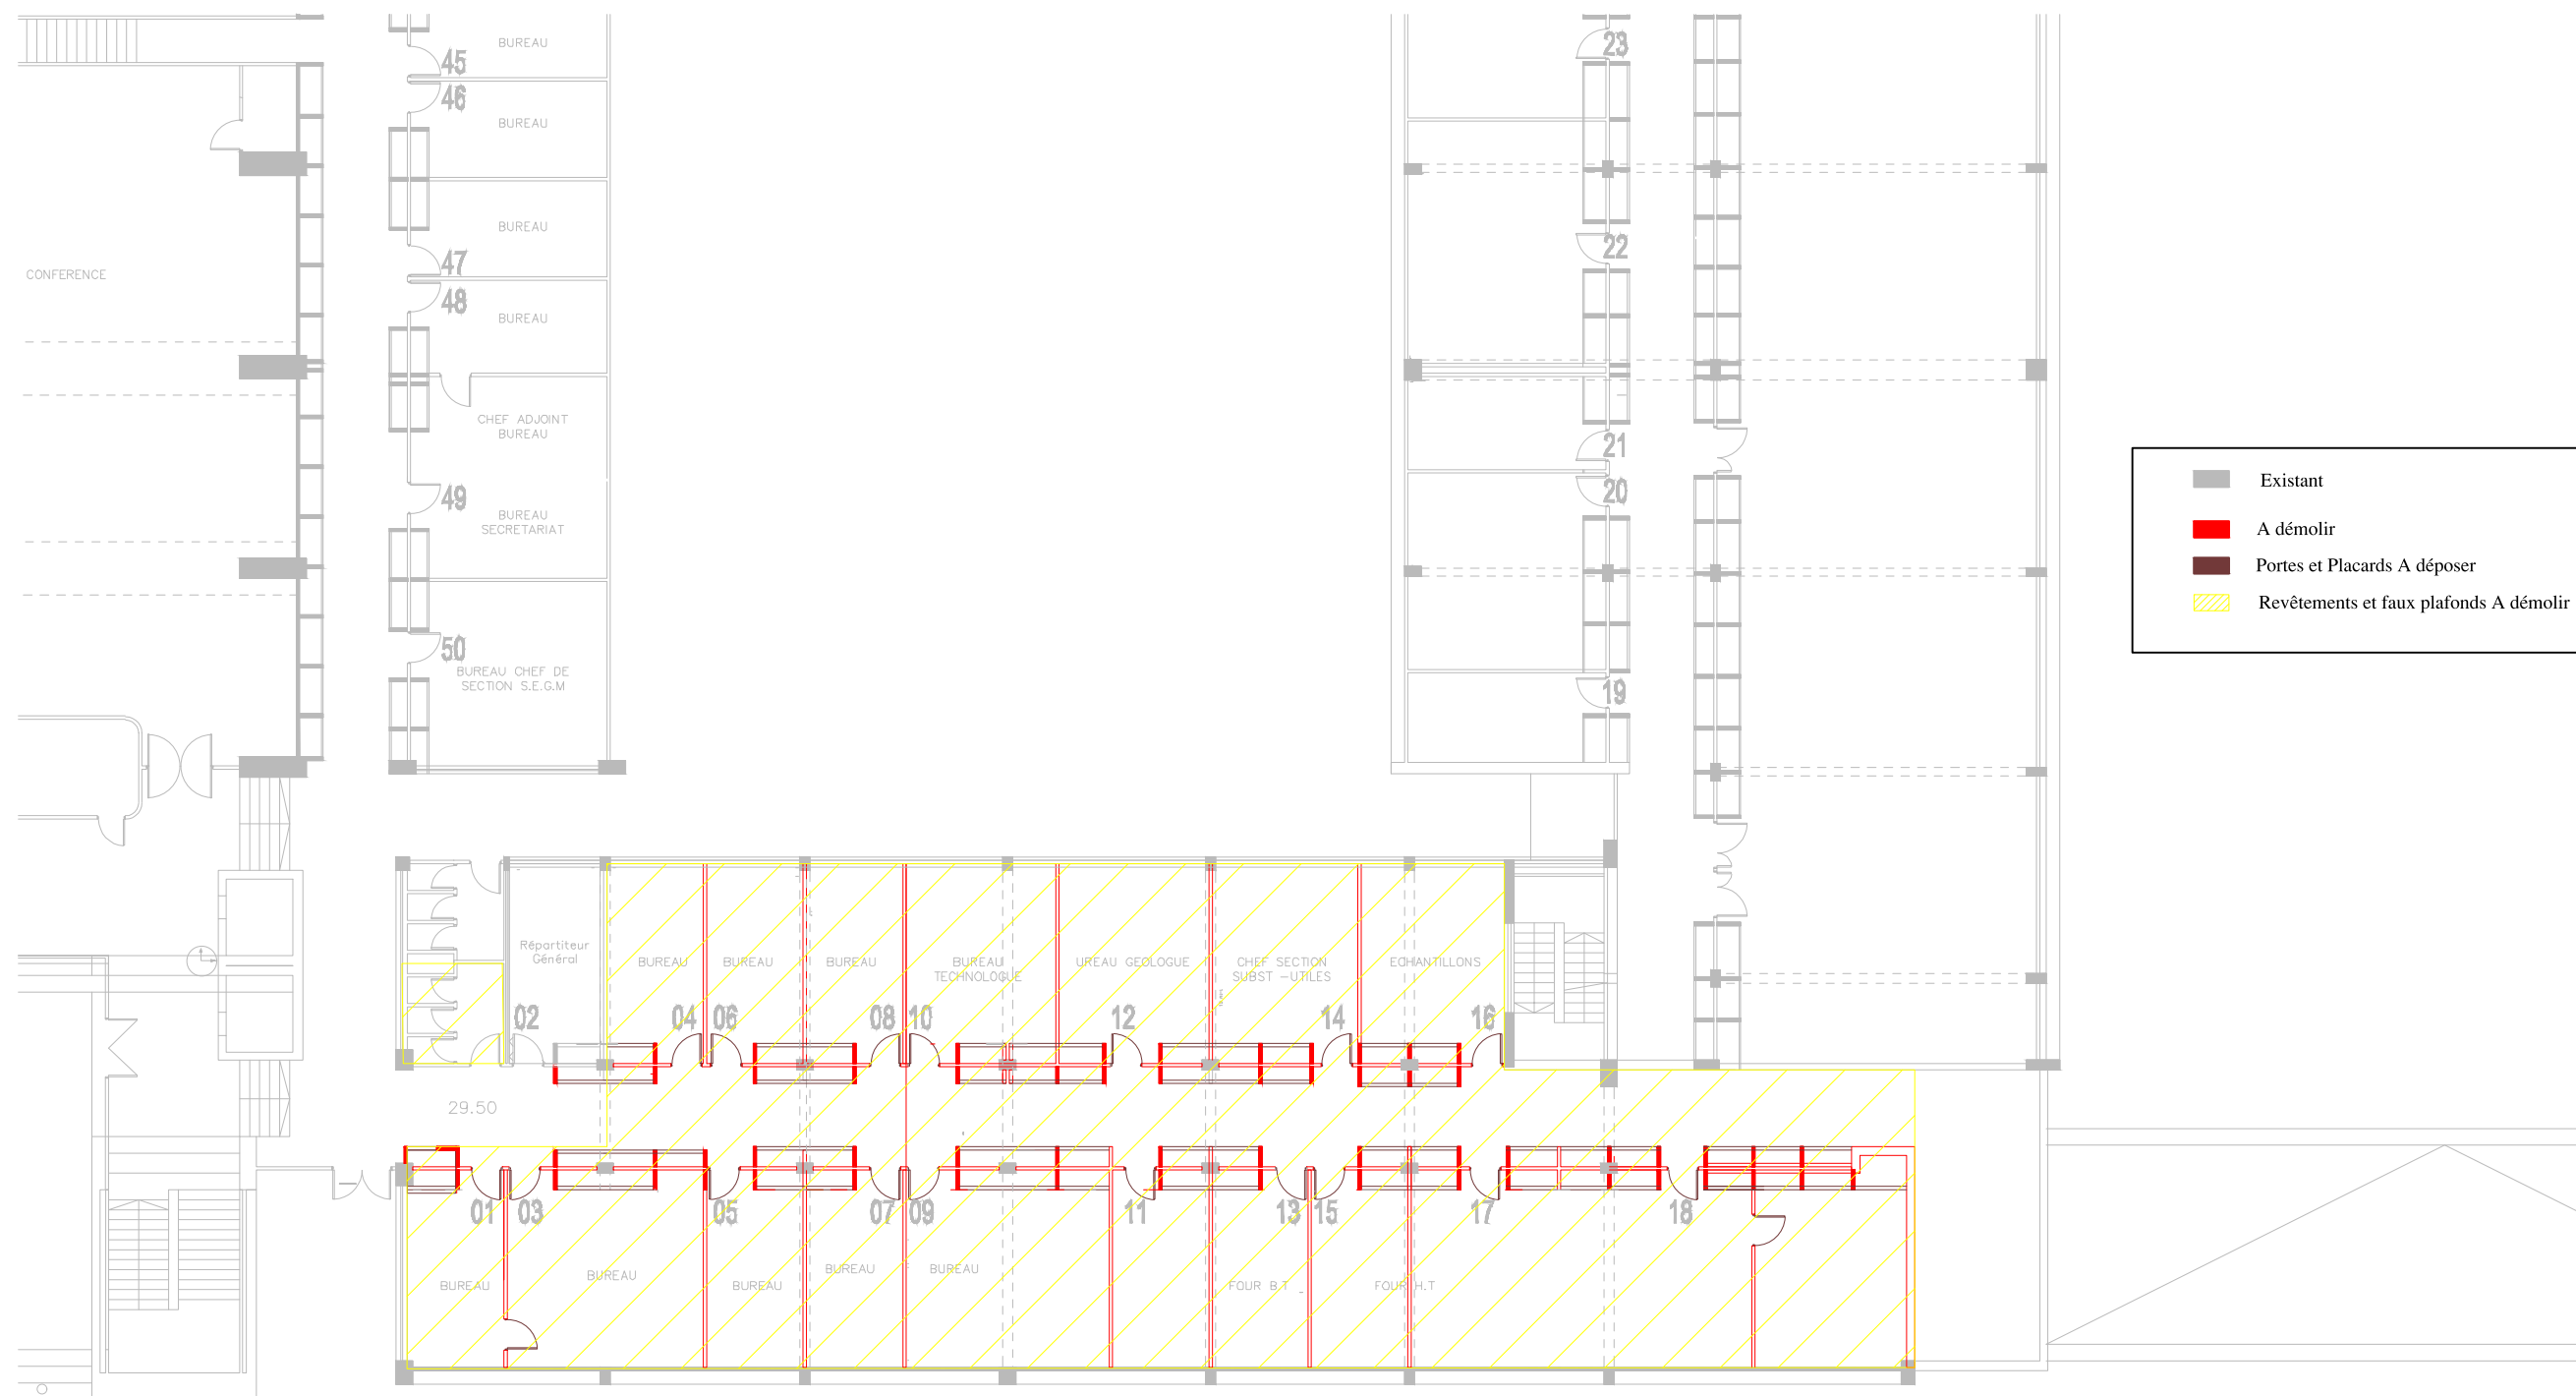 BUREAU
45
46
BUREAU
BUREAU
47
48
BUREAU
CHEF ADJOINT
BUREAU
49
BUREAU
SECRETARIAT
50
BUREAU CHEF DE
SECTION S.E.G.M
CONFERENCE
23
22
21
20
19
Existant
A démolir
Portes et Placards A déposer
Revêtements et faux plafonds A démolir
Répartiteur
Général
BUREAU
BUREAU
BUREAU
BUREAU
TECHNOLOGUE
UREAU GEOLOGUE
CHEF SECTION
SUBST -UTILES
ECHANTILLONS
02
04
06
08
10
12
14
16
29.50
01
03
05
07
09
11
13
15
17
18
BUREAU
BUREAU
BUREAU
BUREAU
BUREAU
FOUR B.T
FOUR H.T